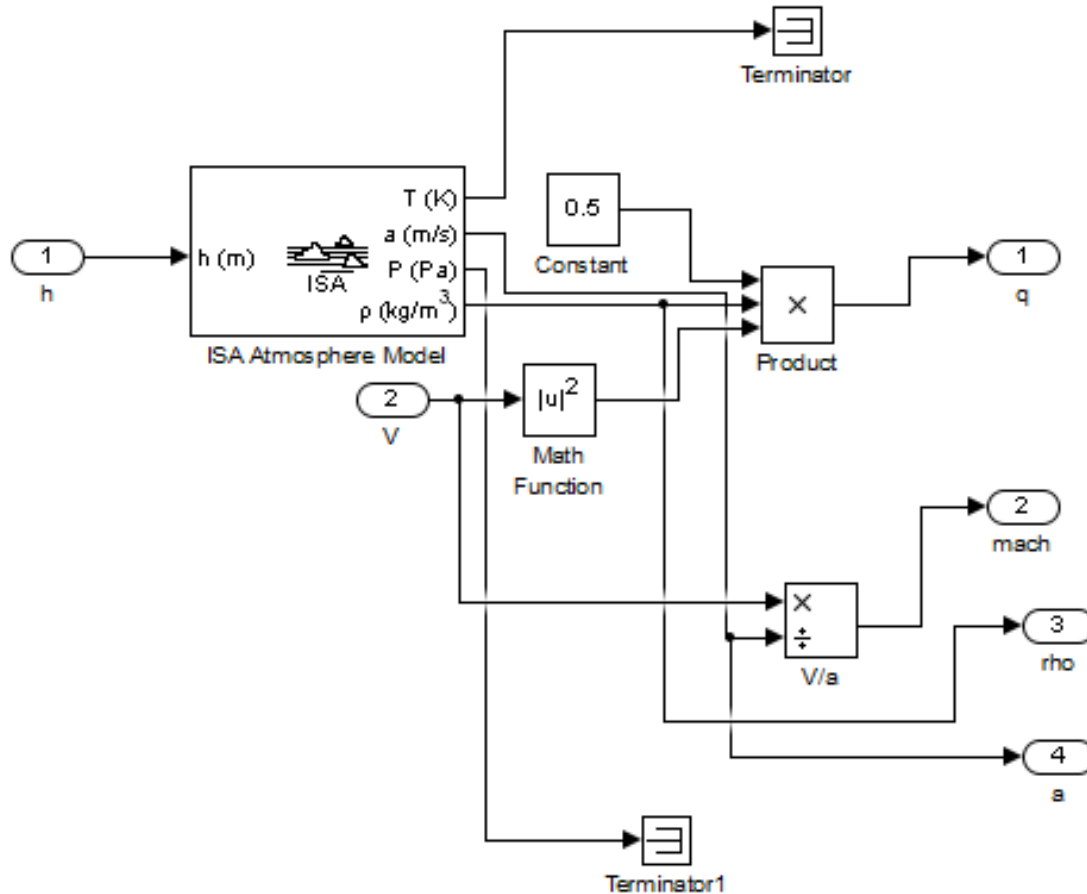 Terminator
T (K)
a (m/s)
P (Pa)
ρ (kg/m³)
h (m)
ISA
ISA Atmosphere Model
1
h
0.5
Constant
×
Product
1
q
2
V
|u|²
Math
Function
2
mach
×
÷
V/a
3
rho
4
a
Terminator1